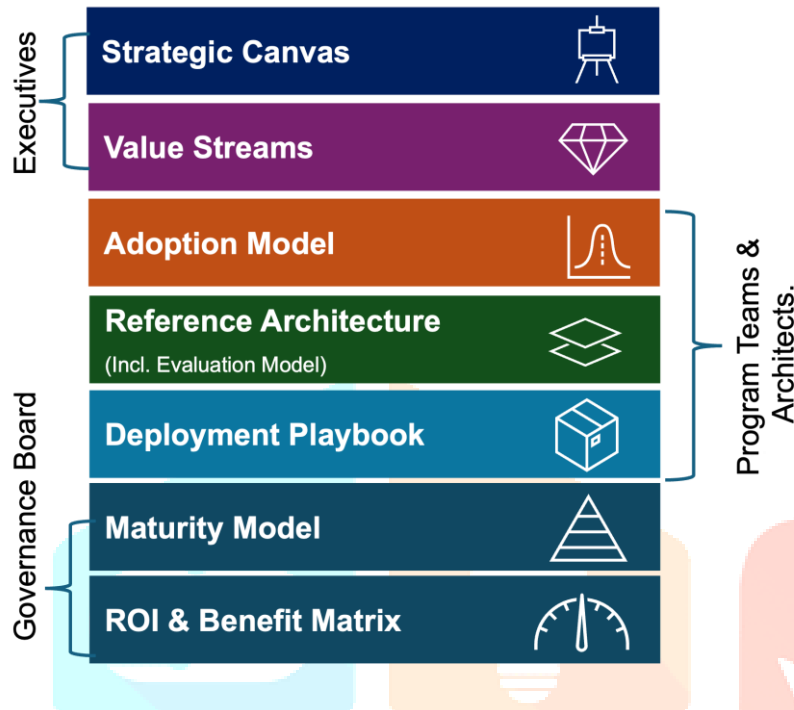 Executives
Strategic Canvas
Value Streams
Adoption Model
Reference Architecture
(Incl. Evaluation Model)
Deployment Playbook
Program Teams &
Architects.
Governance Board
Maturity Model
ROI & Benefit Matrix